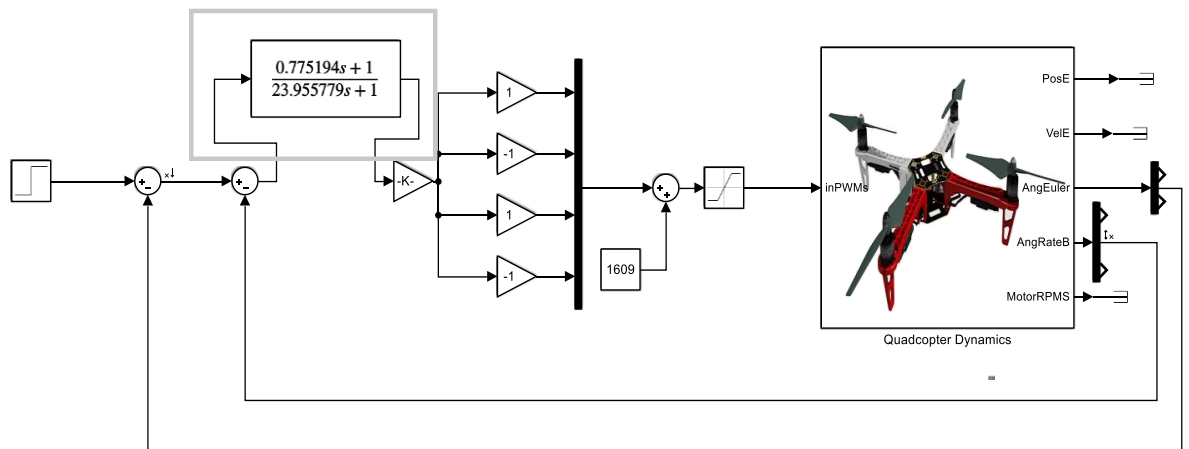 0.775194s + 1
23.955779s + 1
-K-
1
-1
1
-1
1609
inPWMs
PosE
VelE
AngEuler
AngRateB
MotorRPMS
Quadcopter Dynamics